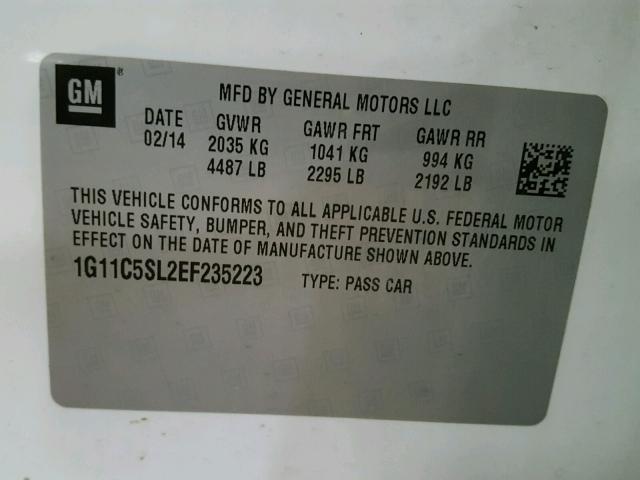 GM®
MFD BY GENERAL MOTORS LLC
DATE GVWR GAWR FRT GAWR RR
02/14 2035 KG 1041 KG 994 KG
4487 LB 2295 LB 2192 LB
THIS VEHICLE CONFORMS TO ALL APPLICABLE U.S. FEDERAL MOTOR
VEHICLE SAFETY, BUMPER, AND THEFT PREVENTION STANDARDS IN
EFFECT ON THE DATE OF MANUFACTURE SHOWN ABOVE.
1G11C5SL2EF235223 TYPE: PASS CAR